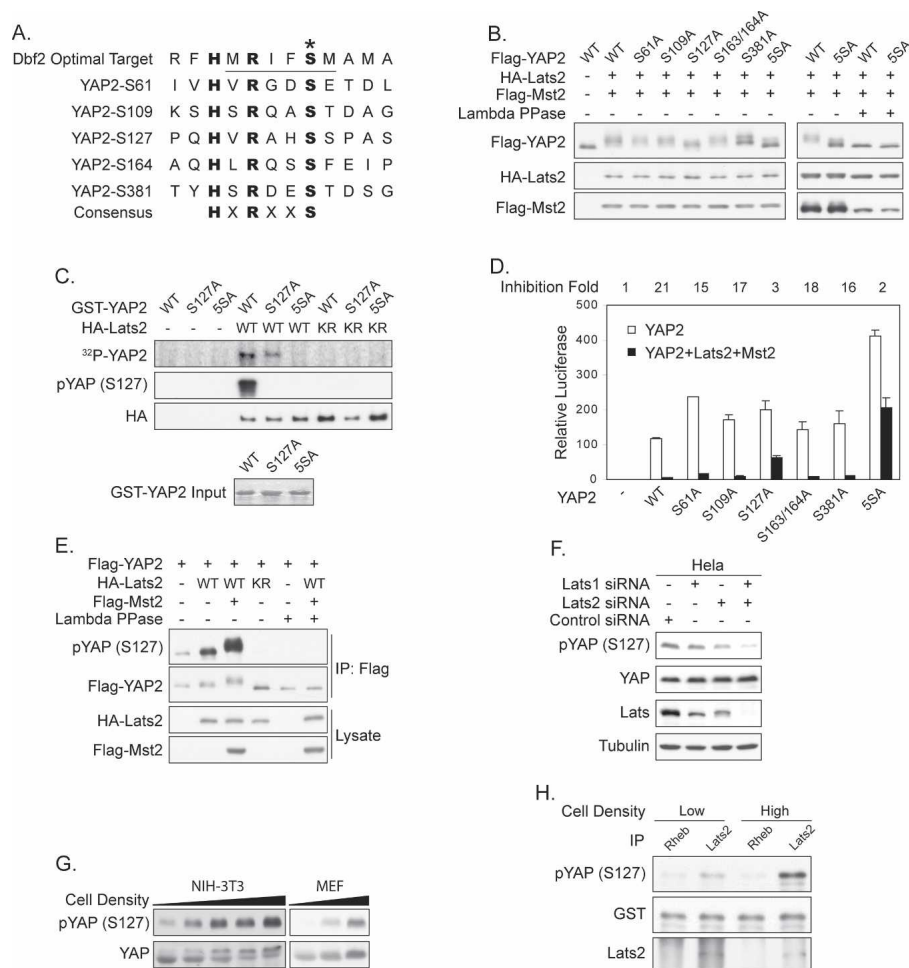 A.
*
Dbf2 Optimal Target R F H M R I F S M A M A
YAP2-S61 I V H V R G D S E T D L
YAP2-S109 K S H S R Q A S T D A G
YAP2-S127 P Q H V R A H S S P A S
YAP2-S164 A Q H L R Q S S F E I P
YAP2-S381 T Y H S R D E S T D S G
Consensus H X R X X S
B.
Flag-YAP2 WT WT S61A S109A S127A S163/164A S381A 5SA WT 5SA WT 5SA
HA-Lats2 - + + + + + + + + + + +
Flag-Mst2 - + + + + + + + + + + +
Lambda PPase - - + +
Flag-YAP2
HA-Lats2
Flag-Mst2
C.
GST-YAP2 WT S127A 5SA WT S127A 5SA WT S127A 5SA
HA-Lats2 - - - WT WT WT KR KR KR
32P-YAP2
pYAP (S127)
HA
WT S127A 5SA
GST-YAP2 Input
D.
Inhibition Fold 1 21 15 17 3 18 16 2
500
400
300
200
100
0
Relative Luciferase
YAP2
YAP2+Lats2+Mst2
YAP2 - WT S61A S109A S127A S163/164A S381A 5SA
E.
Flag-YAP2 + + + + + +
HA-Lats2 - WT WT KR - WT
Flag-Mst2 - - + - - +
Lambda PPase - - - - + +
pYAP (S127)
Flag-YAP2
IP: Flag
HA-Lats2
Flag-Mst2
Lysate
F.
Hela
Lats1 siRNA - + - +
Lats2 siRNA - - + +
Control siRNA + - - -
pYAP (S127)
YAP
Lats
Tubulin
G.
Cell Density NIH-3T3 MEF
pYAP (S127)
YAP
H.
Cell Density Low High
IP Rheb Lats2 Rheb Lats2
pYAP (S127)
GST
Lats2